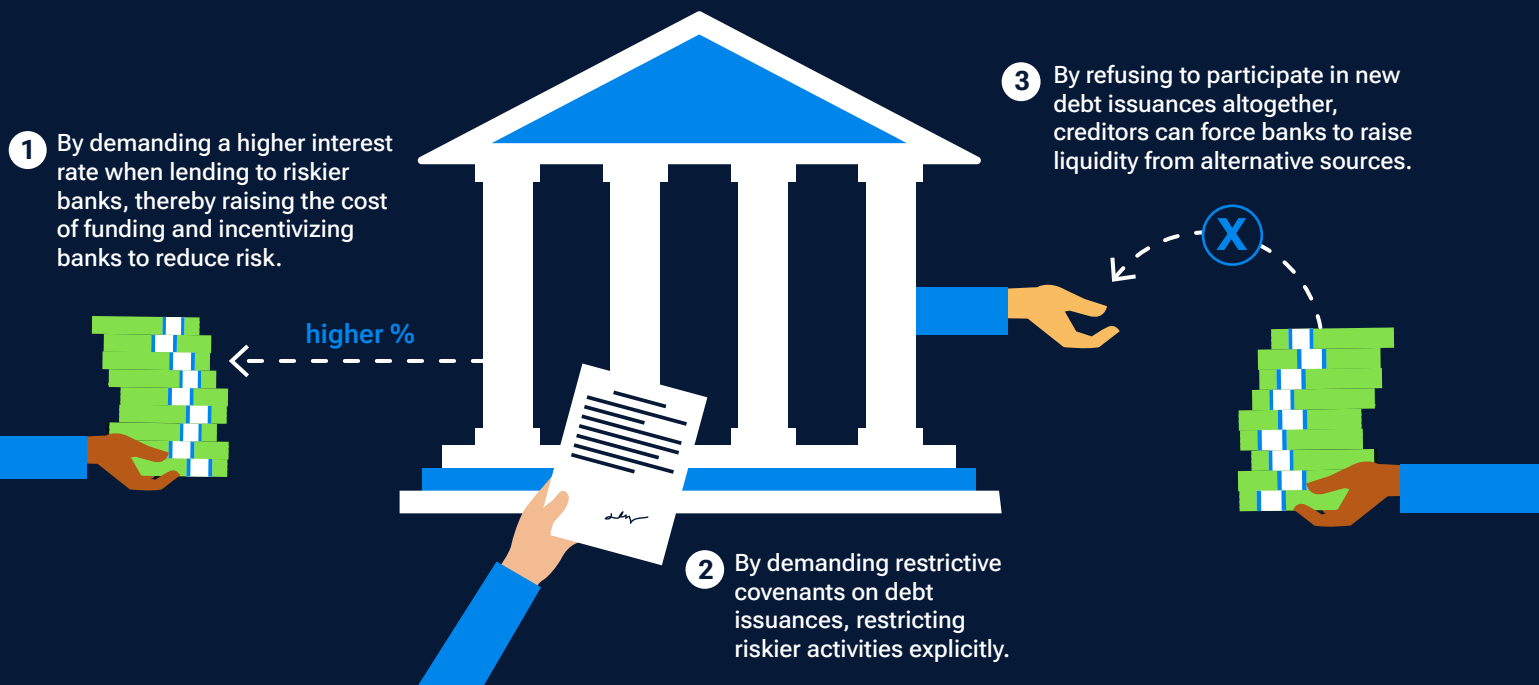 1
By demanding a higher interest
rate when lending to riskier
banks, thereby raising the cost
of funding and incentivizing
banks to reduce risk.
higher %
2
By demanding restrictive
covenants on debt
issuances, restricting
riskier activities explicitly.
3
By refusing to participate in new
debt issuances altogether,
creditors can force banks to raise
liquidity from alternative sources.
X